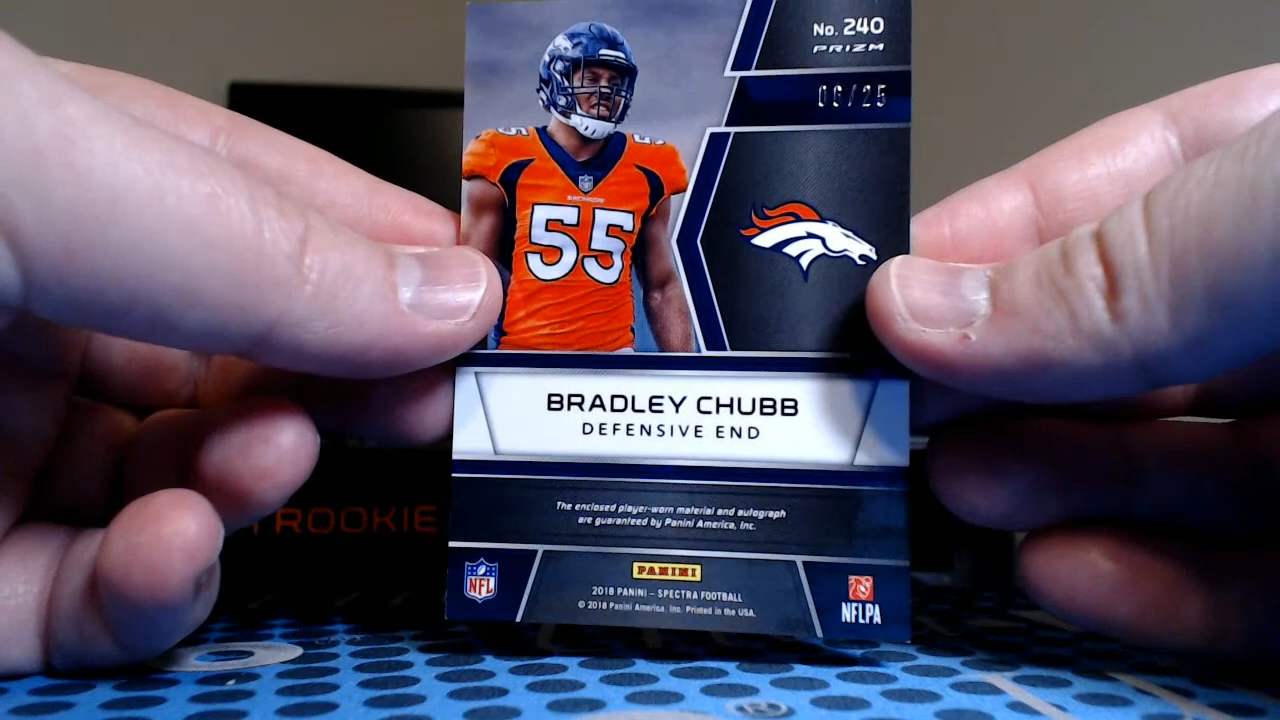 No. 240
PRIZM
06/25
55
55
BRADLEY CHUBB
DEFENSIVE END
The enclosed player-worn material and autograph
are guaranteed by Panini America, Inc.
ROOKIE
NFL
PANINI
2018 PANINI – SPECTRA FOOTBALL
© 2018 Panini America, Inc. Printed in the USA.
NFLPA